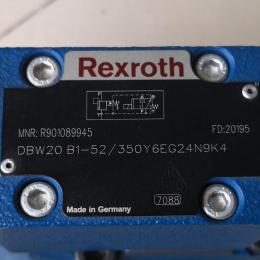 Rexroth
MNR: R901089945 FD:20195
DBW20 B1-52/350Y6EG24N9K4
Made in Germany 7088